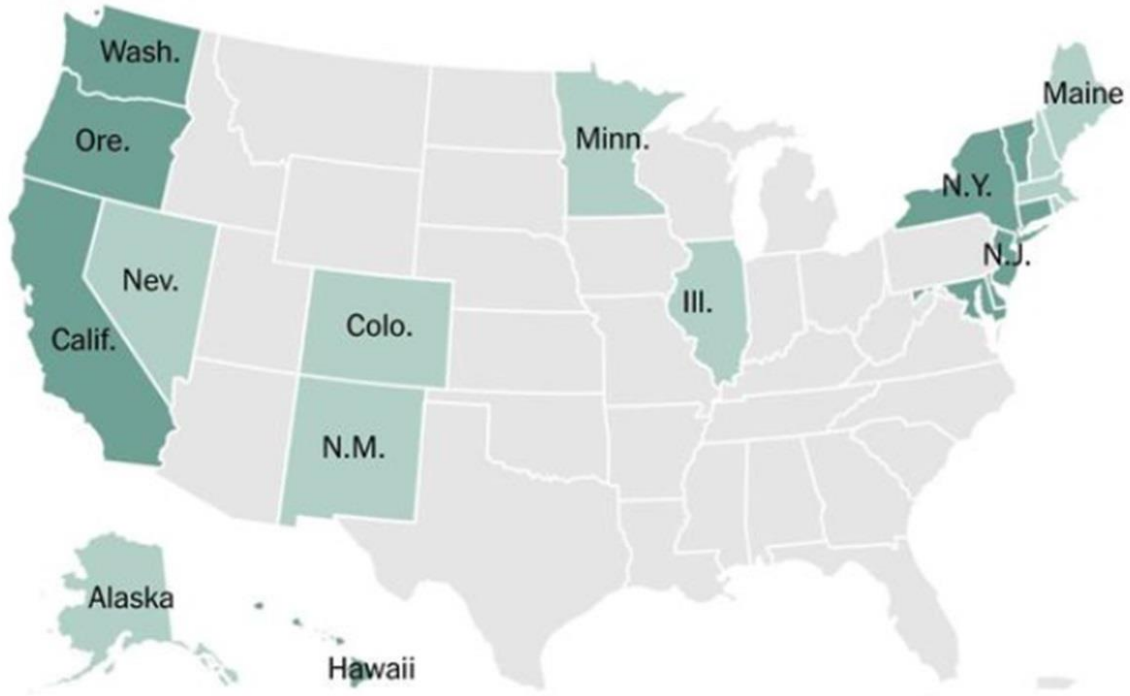 Wash.
Maine
Ore.
Minn.
N.Y.
N.J.
Nev.
Ill.
Colo.
Calif.
N.M.
Alaska
Hawaii